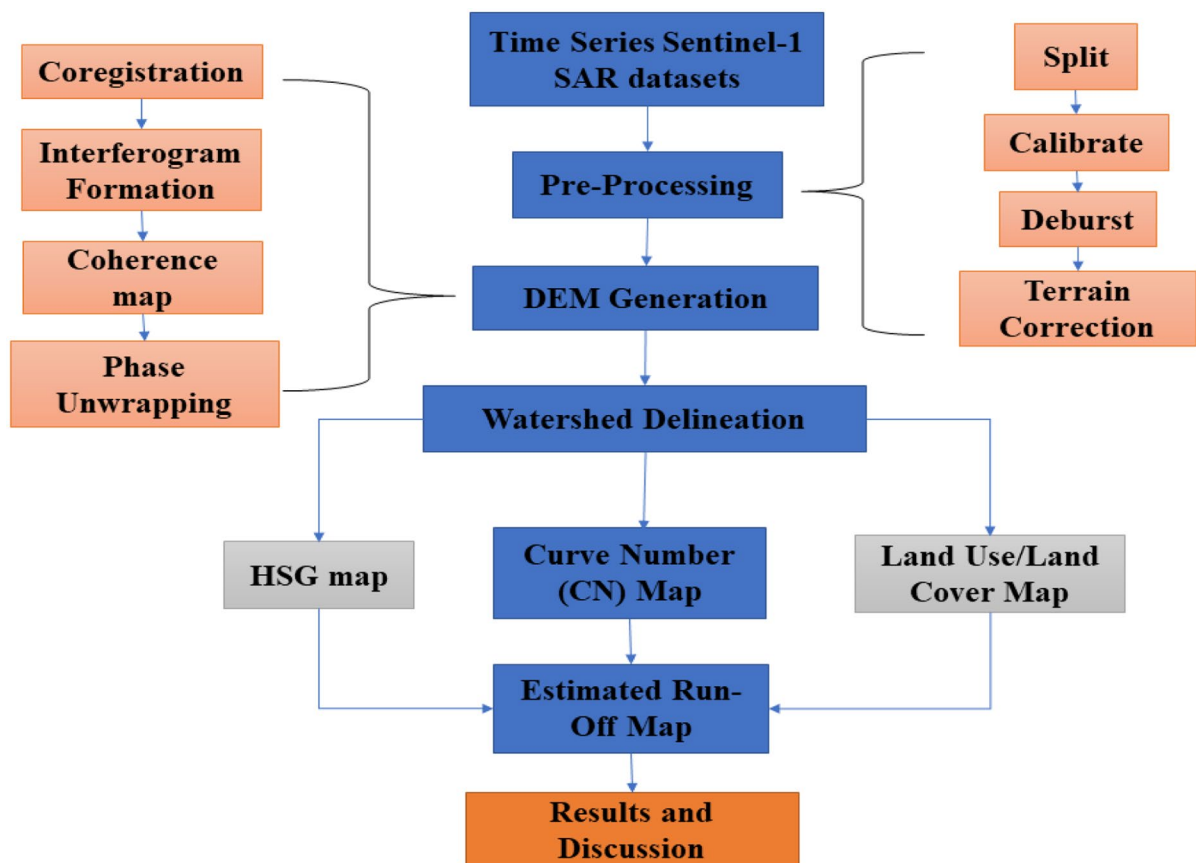 Time Series Sentinel-1
SAR datasets
Pre-Processing
DEM Generation
Watershed Delineation
Coregistration
Interferogram
Formation
Coherence
map
Phase
Unwrapping
Split
Calibrate
Deburst
Terrain
Correction
HSG map
Curve Number
(CN) Map
Land Use/Land
Cover Map
Estimated Run-
Off Map
Results and
Discussion